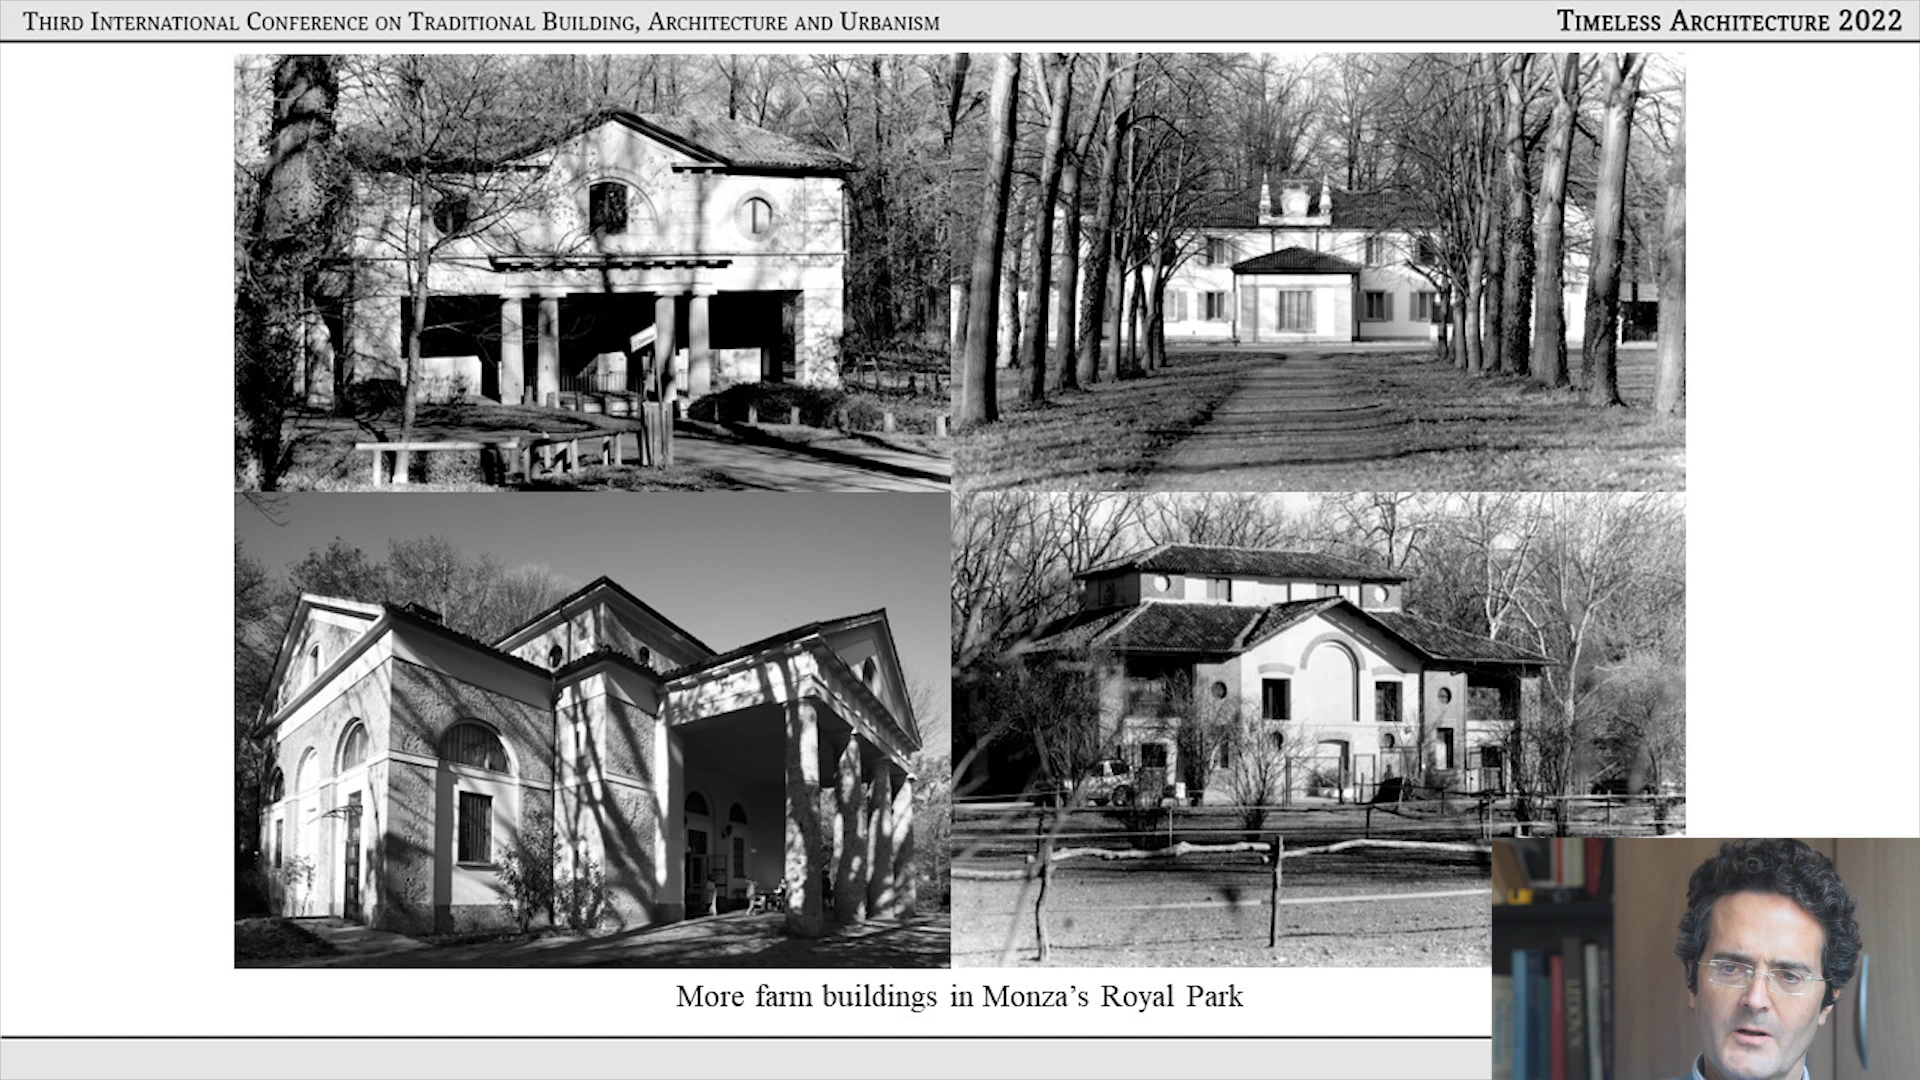 Third International Conference on Traditional Building, Architecture and Urbanism
Timeless Architecture 2022
More farm buildings in Monza’s Royal Park